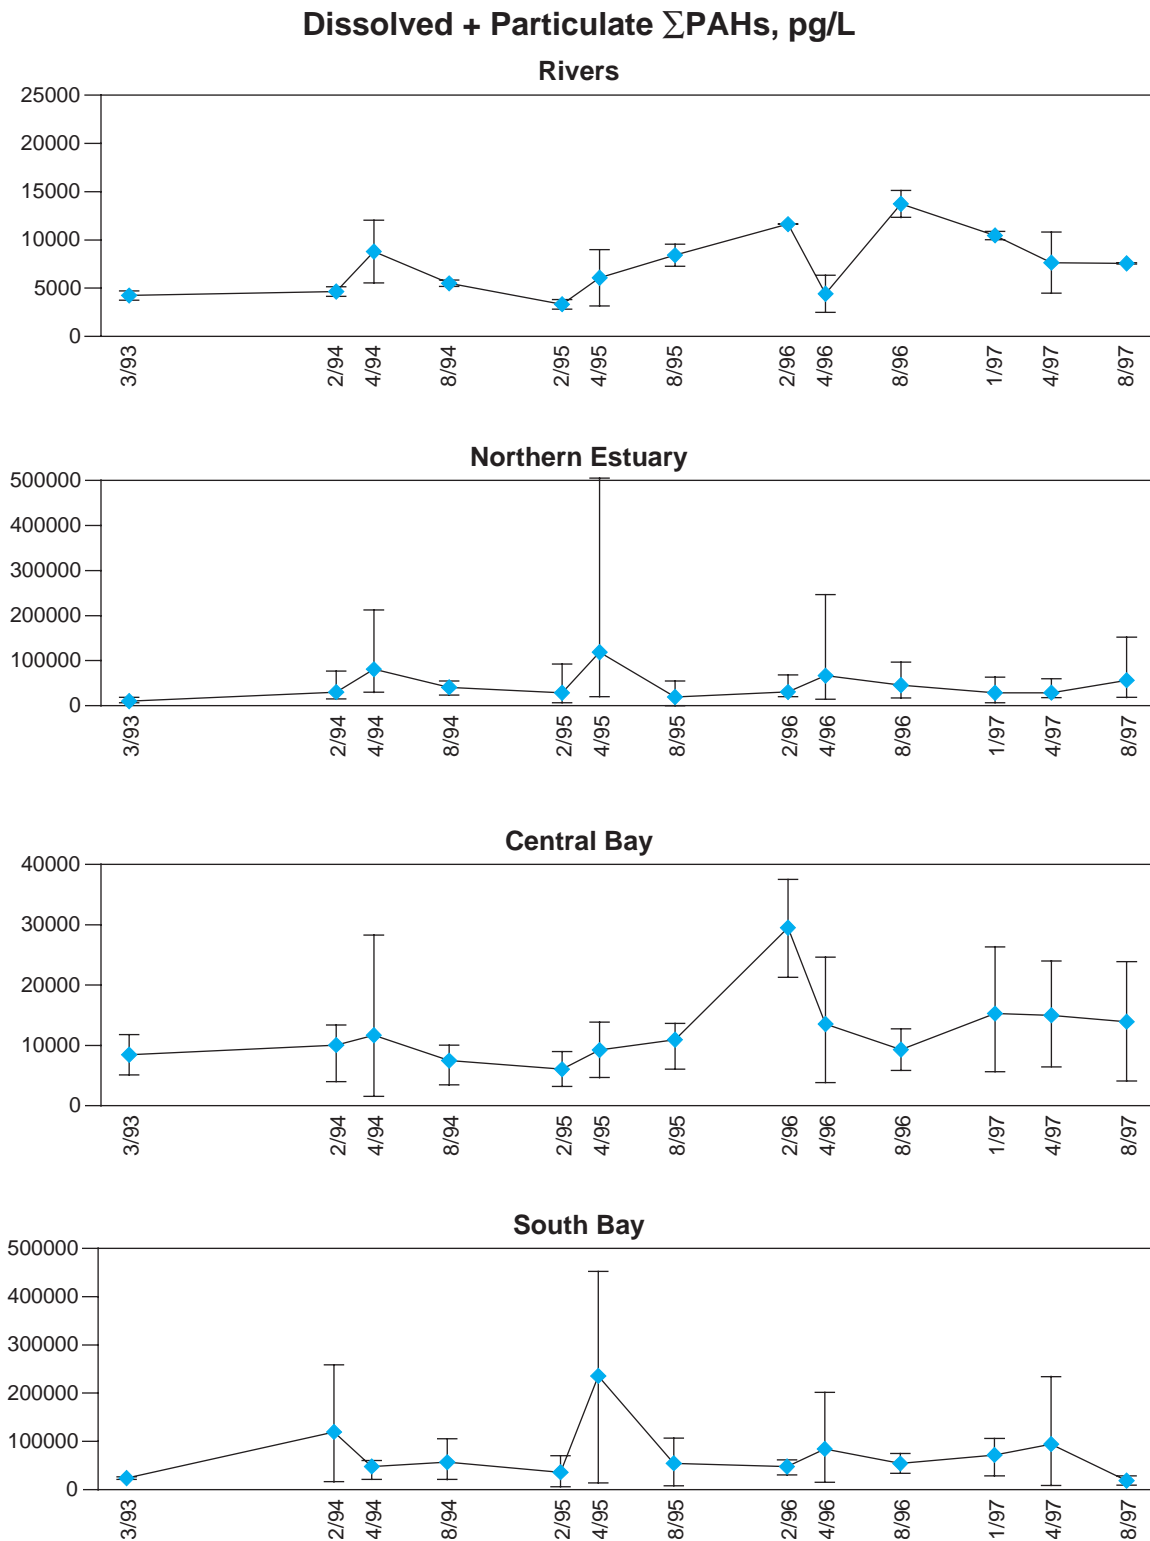 Dissolved + Particulate ∑PAHs, pg/L
Rivers
25000
20000
15000
10000
5000
0
3/93 2/94 4/94 8/94 2/95 4/95 8/95 2/96 4/96 8/96 1/97 4/97 8/97
Northern Estuary
500000
400000
300000
200000
100000
0
3/93 2/94 4/94 8/94 2/95 4/95 8/95 2/96 4/96 8/96 1/97 4/97 8/97
Central Bay
40000
30000
20000
10000
0
3/93 2/94 4/94 8/94 2/95 4/95 8/95 2/96 4/96 8/96 1/97 4/97 8/97
South Bay
500000
400000
300000
200000
100000
0
3/93 2/94 4/94 8/94 2/95 4/95 8/95 2/96 4/96 8/96 1/97 4/97 8/97